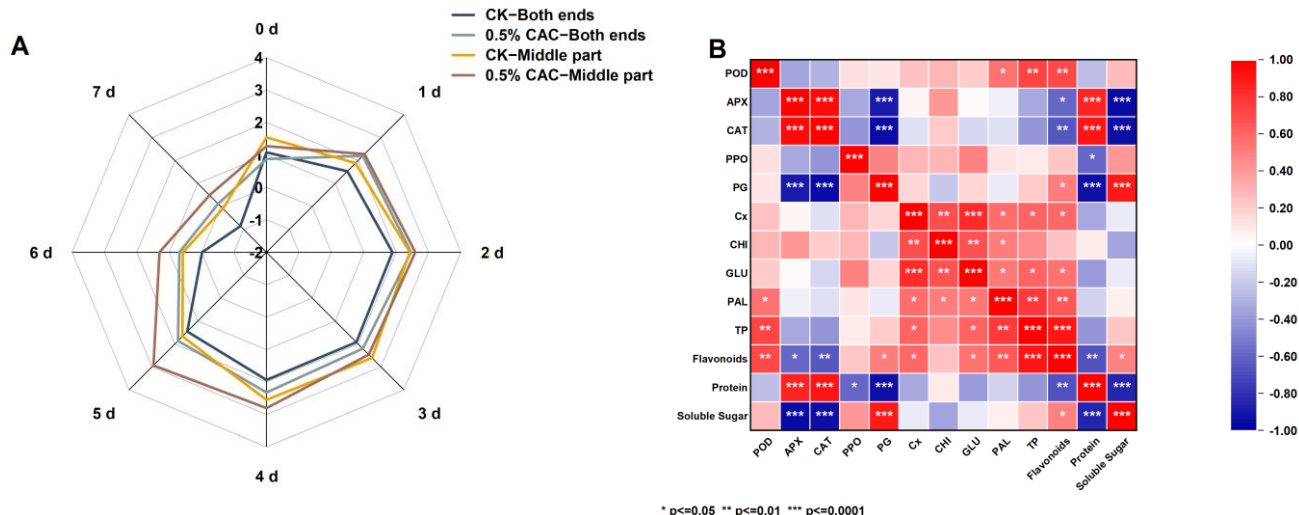 A
0 d
1 d
2 d
3 d
4 d
5 d
6 d
7 d
4
3
2
1
0
-1
-2
CK−Both ends
0.5% CAC−Both ends
CK−Middle part
0.5% CAC−Middle part
B
POD *** * ** **
APX *** *** *** * *** ***
CAT *** *** *** ** *** ***
PPO *** *
PG *** *** *** * *** ***
Cx *** ** *** * * *
CHI ** *** ** *
GLU *** ** *** * * *
PAL * * * * *** ** **
TP ** * * ** *** ***
Flavonoids ** * ** * * * ** *** *** ** *
Protein *** *** * *** ** *** ***
Soluble Sugar *** *** *** * *** ***
POD APX CAT PPO PG Cx CHI GLU PAL TP Flavonoids Protein Soluble Sugar
1.00
0.80
0.60
0.40
0.20
0.00
-0.20
-0.40
-0.60
-0.80
-1.00
* p<=0.05 ** p<=0.01 *** p<=0.0001